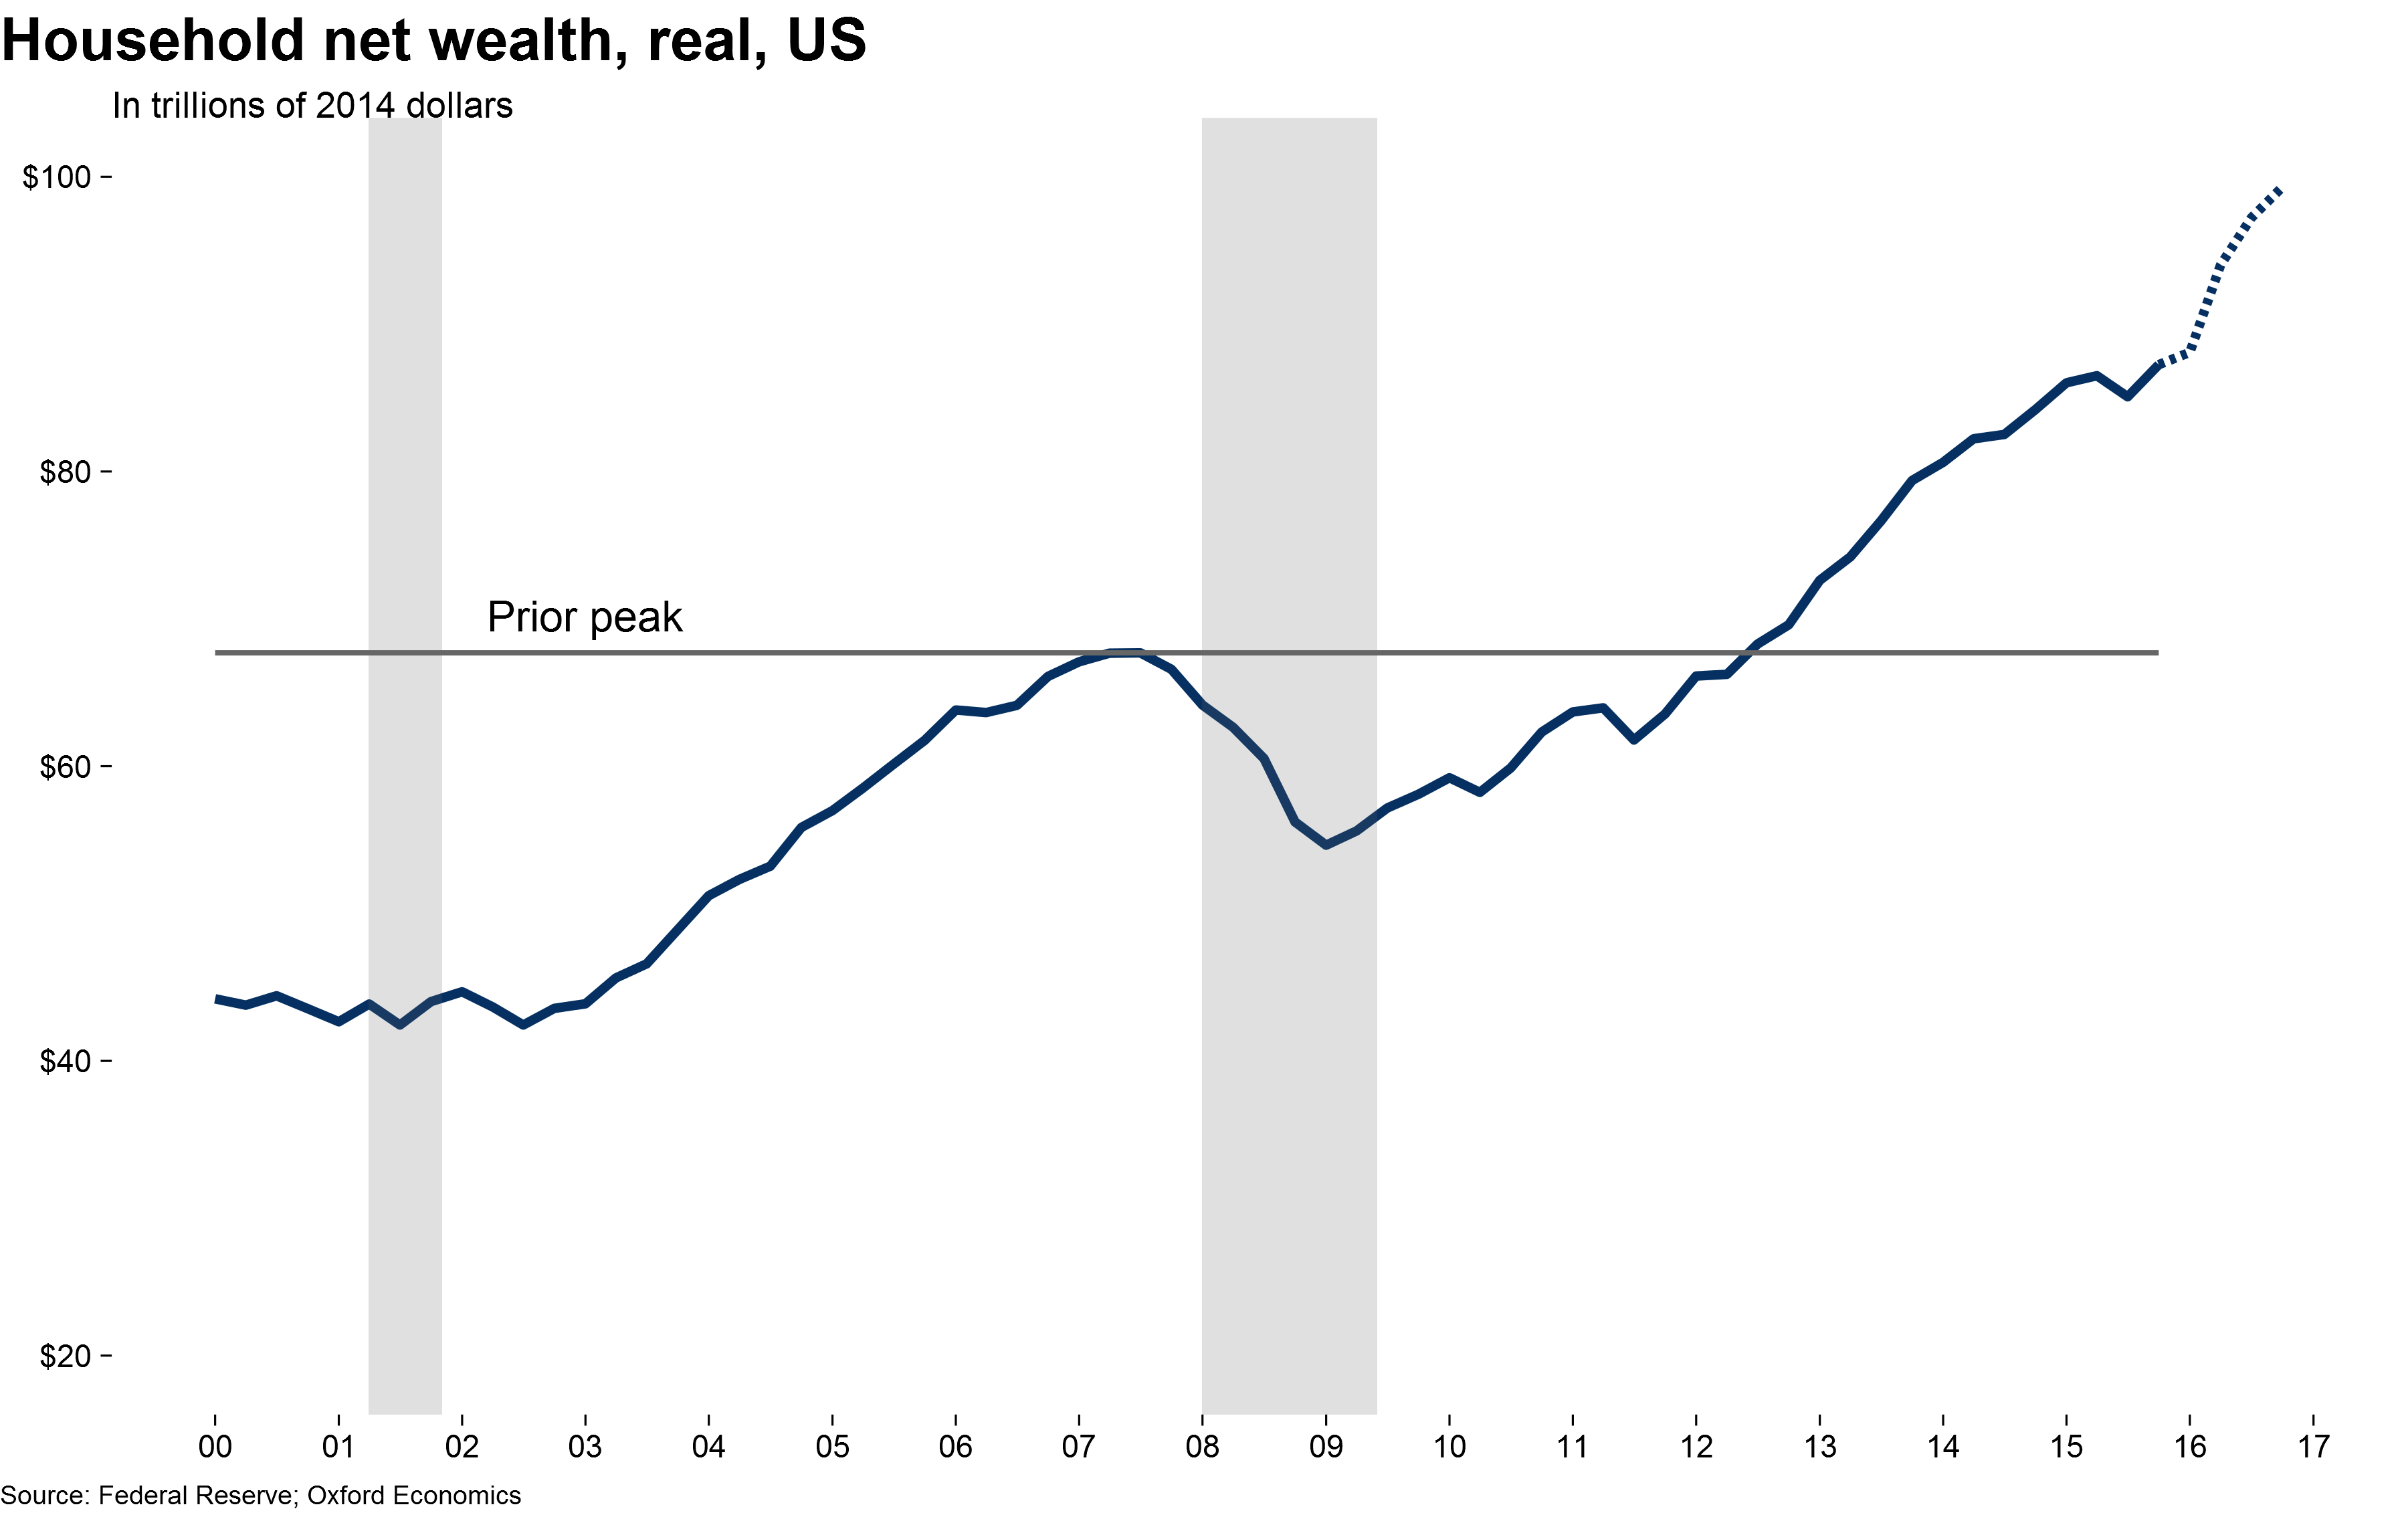 Household net wealth, real, US
In trillions of 2014 dollars
$100
$80
Prior peak
$60
$40
$20
00 01 02 03 04 05 06 07 08 09 10 11 12 13 14 15 16 17
Source: Federal Reserve; Oxford Economics